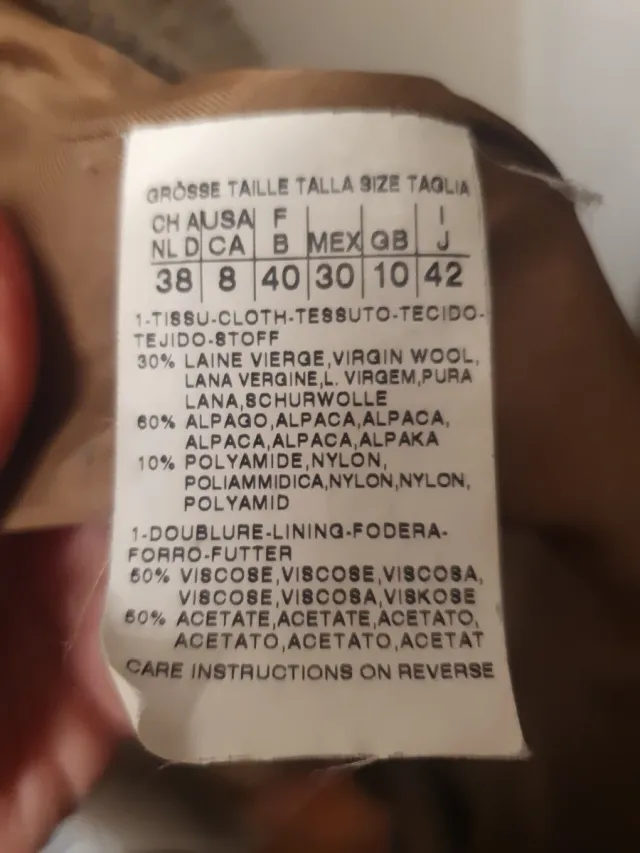 GRÖSSE TAILLE TALLA SIZE TAGLIA
CH A USA F I
NL D CA B MEX GB J
38 8 40 30 10 42
1-TISSU-CLOTH-TESSUTO-TECIDO-
TEJIDO-STOFF
30% LAINE VIERGE,VIRGIN WOOL,
LANA VERGINE,L. VIRGEM,PURA
LANA,SCHURWOLLE
60% ALPAGO,ALPACA,ALPACA,
ALPACA,ALPACA,ALPAKA
10% POLYAMIDE,NYLON,
POLIAMMIDICA,NYLON,NYLON,
POLYAMID
1-DOUBLURE-LINING-FODERA-
FORRO-FUTTER
50% VISCOSE,VISCOSE,VISCOSA,
VISCOSE,VISCOSA,VISKOSE
50% ACETATE,ACETATE,ACETATO,
ACETATO,ACETATO,ACETAT
CARE INSTRUCTIONS ON REVERSE